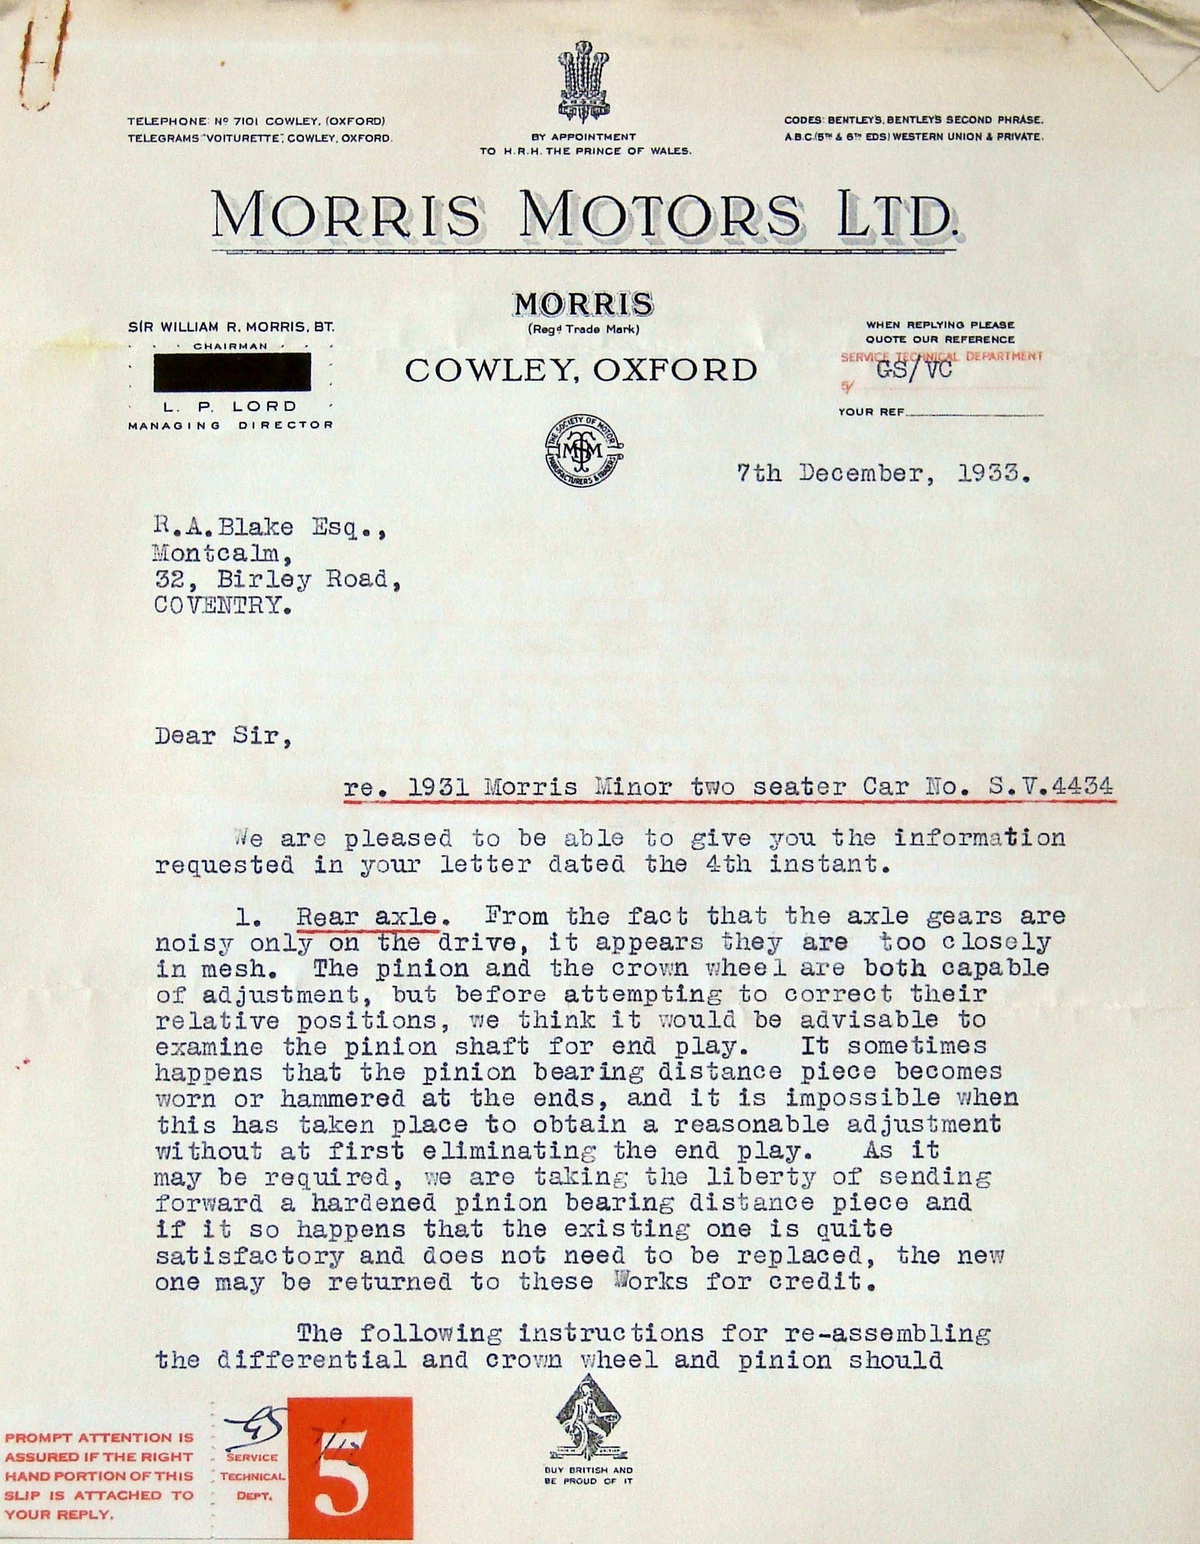 TELEPHONE: Nº 7101 COWLEY, (OXFORD)
TELEGRAMS "VOITURETTE", COWLEY, OXFORD.
BY APPOINTMENT
TO H.R.H. THE PRINCE OF WALES.
CODES: BENTLEY'S, BENTLEY'S SECOND PHRASE.
A.B.C. (5TH & 6TH EDS) WESTERN UNION & PRIVATE.
MORRIS MOTORS LTD.
MORRIS
(Regd Trade Mark)
COWLEY, OXFORD
SIR WILLIAM R. MORRIS, BT.
CHAIRMAN
L. P. LORD
MANAGING DIRECTOR
WHEN REPLYING PLEASE
QUOTE OUR REFERENCE
SERVICE TECHNICAL DEPARTMENT
5/ GS/VC
YOUR REF
THE SOCIETY OF MOTOR
MANUFACTURERS & TRADERS
SMMT
7th December, 1933.
R.A.Blake Esq.,
Montcalm,
32, Birley Road,
COVENTRY.
Dear Sir,
re. 1931 Morris Minor two seater Car No. S.V.4434
We are pleased to be able to give you the information
requested in your letter dated the 4th instant.
1. Rear axle. From the fact that the axle gears are
noisy only on the drive, it appears they are too closely
in mesh. The pinion and the crown wheel are both capable
of adjustment, but before attempting to correct their
relative positions, we think it would be advisable to
examine the pinion shaft for end play. It sometimes
happens that the pinion bearing distance piece becomes
worn or hammered at the ends, and it is impossible when
this has taken place to obtain a reasonable adjustment
without at first eliminating the end play. As it
may be required, we are taking the liberty of sending
forward a hardened pinion bearing distance piece and
if it so happens that the existing one is quite
satisfactory and does not need to be replaced, the new
one may be returned to these Works for credit.
The following instructions for re-assembling
the differential and crown wheel and pinion should
BUY BRITISH AND
BE PROUD OF IT
PROMPT ATTENTION IS
ASSURED IF THE RIGHT
HAND PORTION OF THIS
SLIP IS ATTACHED TO
YOUR REPLY.
GS
SERVICE
TECHNICAL
DEPT.
7/12
5